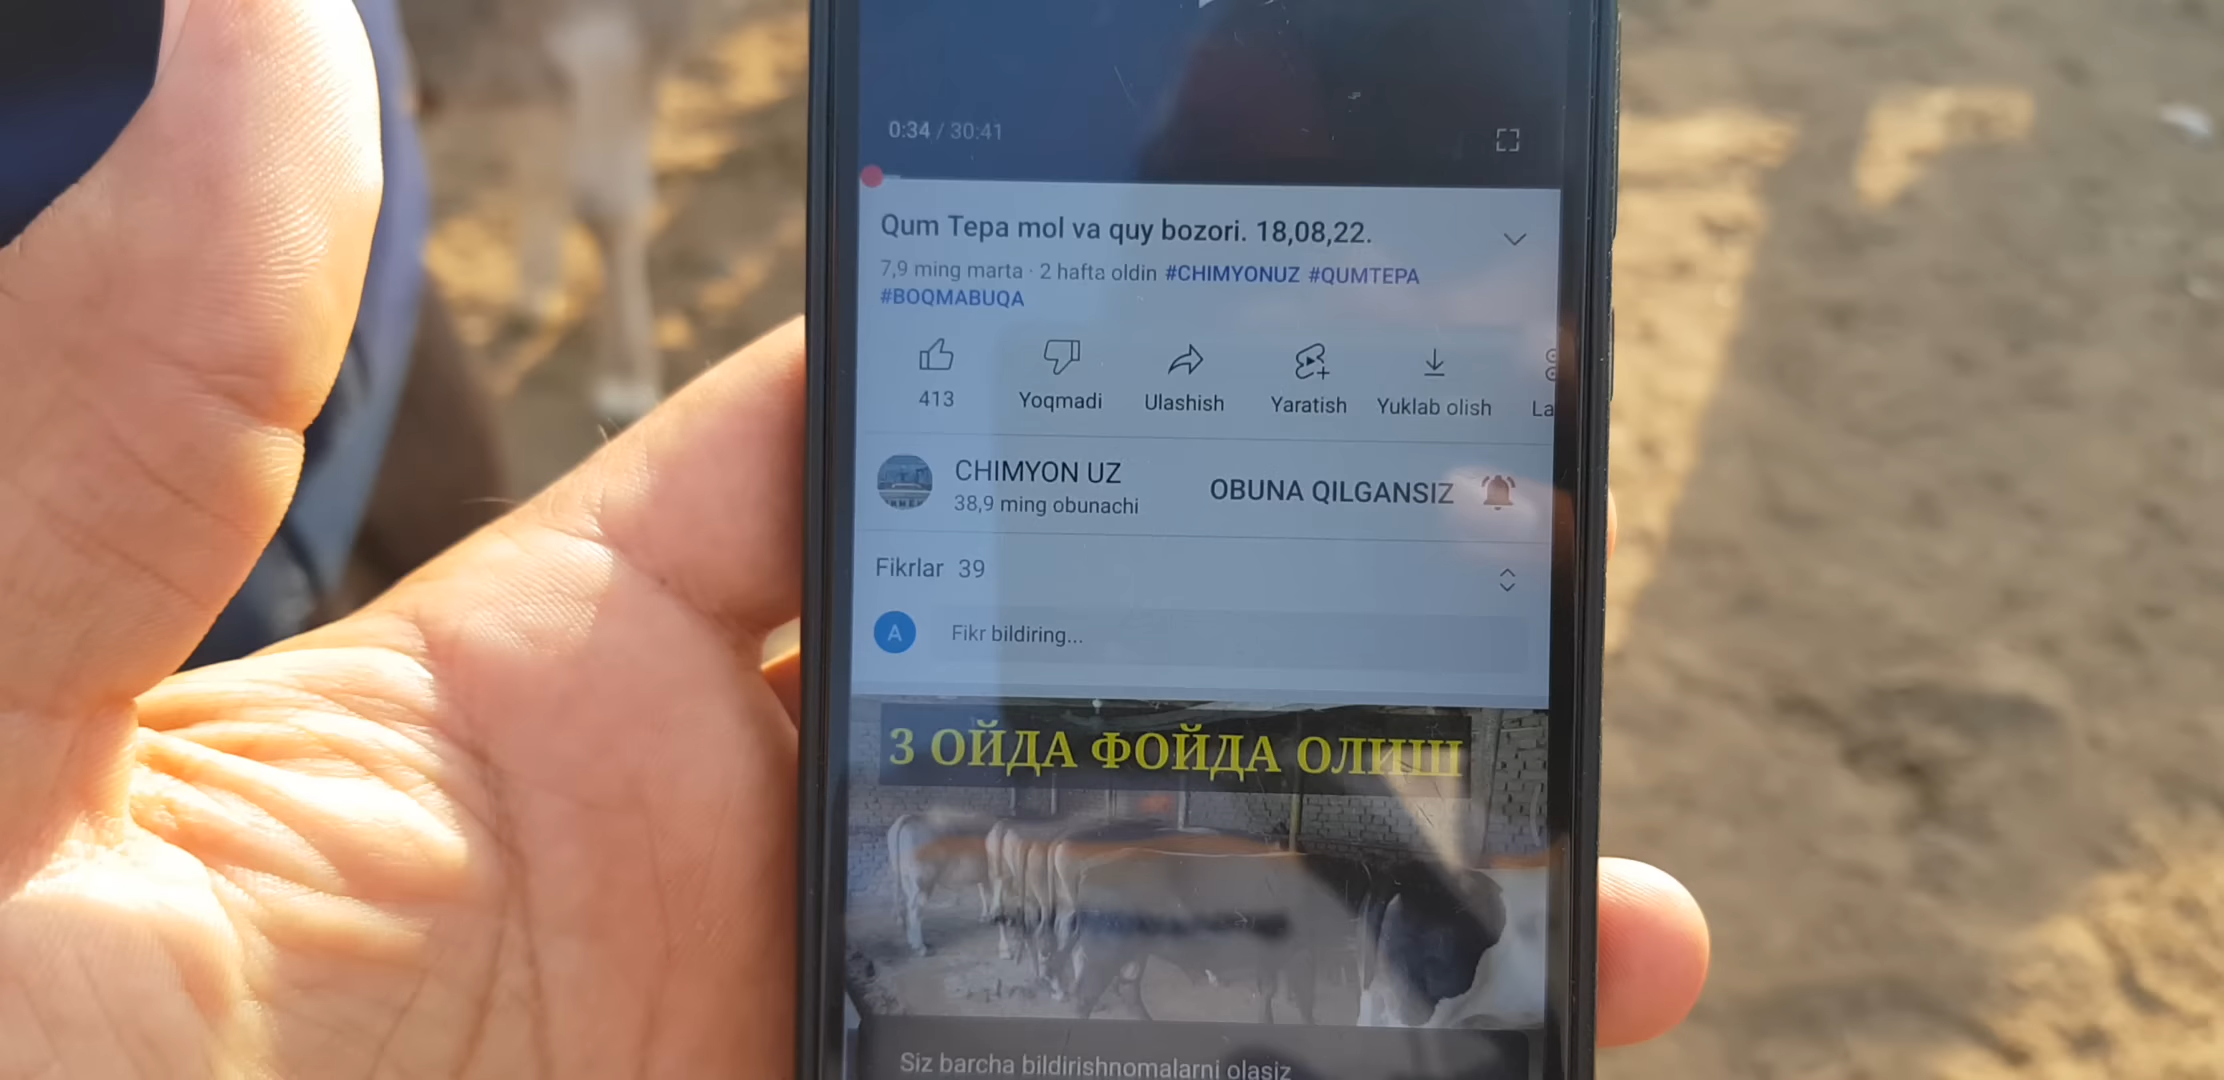 0:34 / 30:41
Qum Tepa mol va quy bozori. 18,08,22.
7,9 ming marta · 2 hafta oldin #CHIMYONUZ #QUMTEPA
#BOQMABUQA
413 Yoqmadi Ulashish Yaratish Yuklab olish La
CHIMYON UZ
38,9 ming obunachi
OBUNA QILGANSIZ
Fikrlar 39
A Fikr bildiring...
3 ОЙДА ФОЙДА ОЛИШ
Siz barcha bildirishnomalarni olasiz